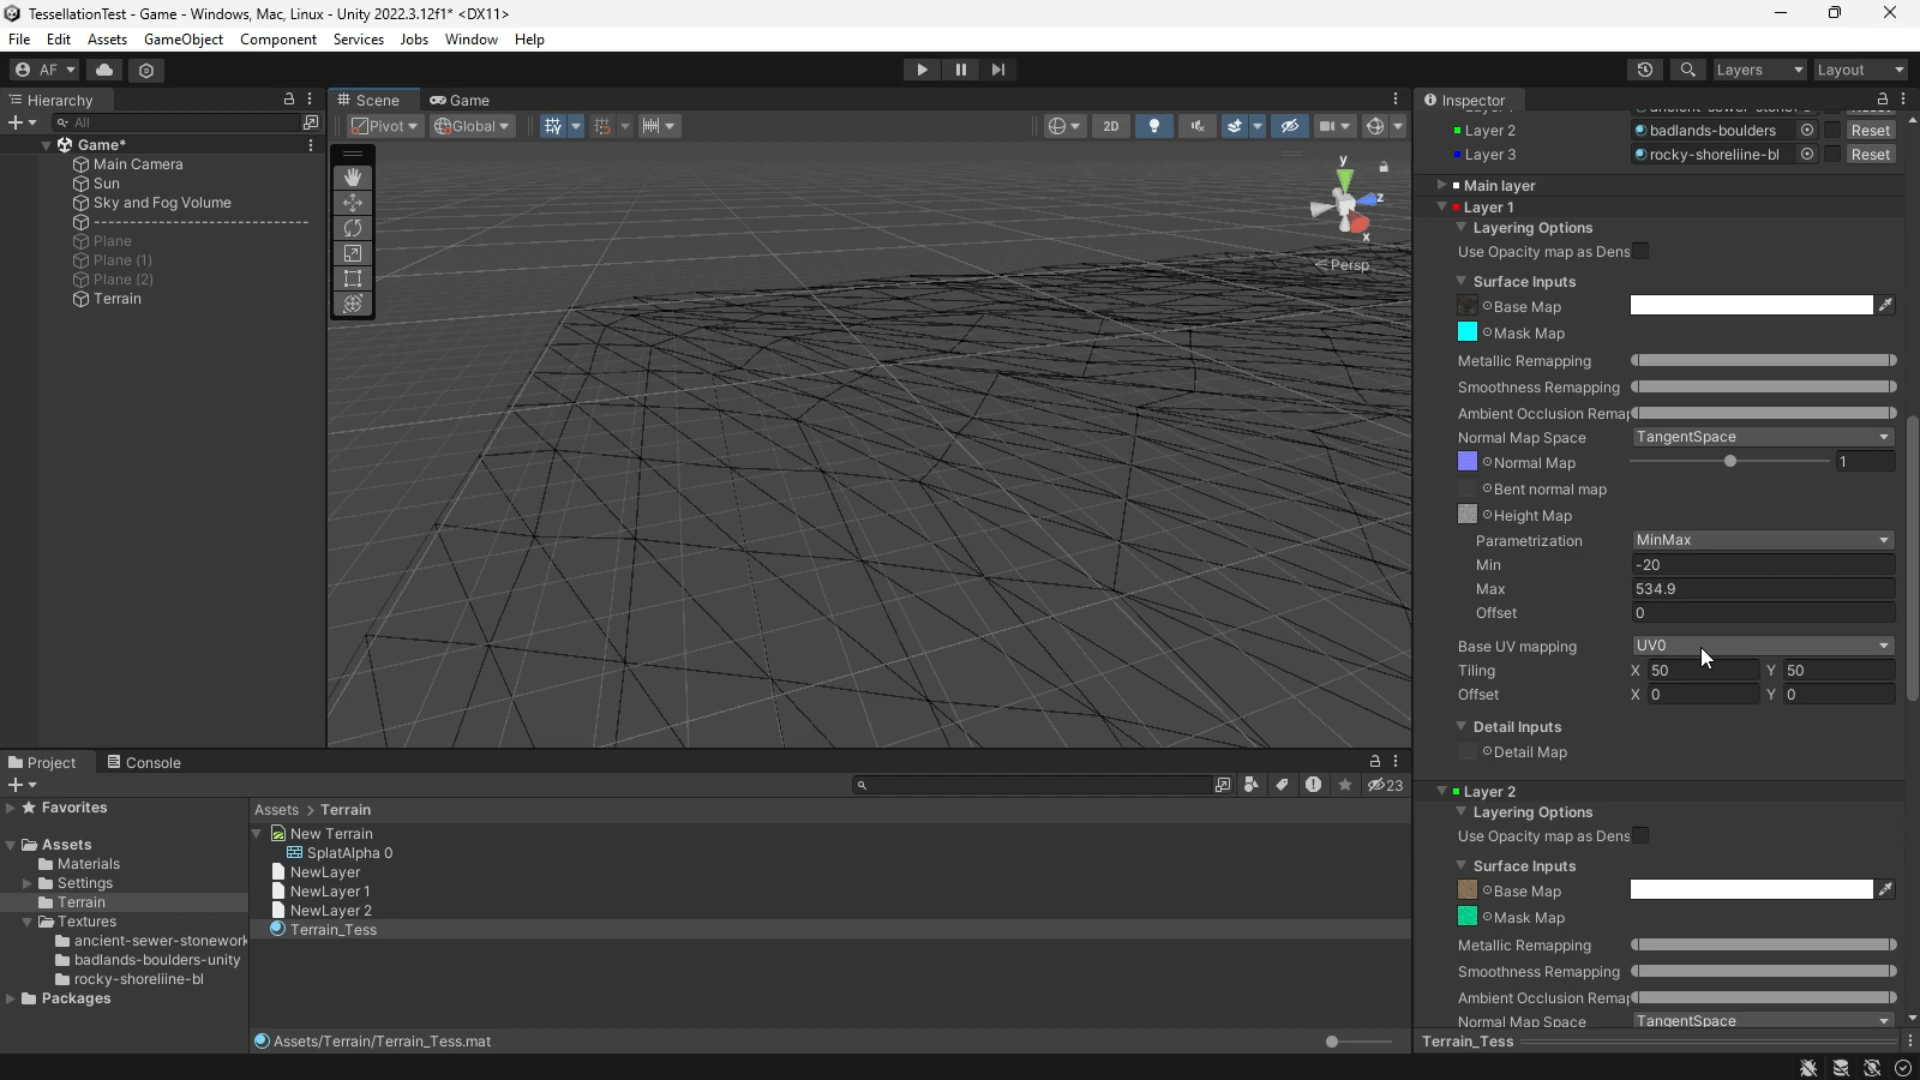 TessellationTest - Game - Windows, Mac, Linux - Unity 2022.3.12f1* <DX11>
File Edit Assets GameObject Component Services Jobs Window Help
AF Layers Layout
Hierarchy
All
Game*
Main Camera
Sun
Sky and Fog Volume
--------------------------------
Plane
Plane (1)
Plane (2)
Terrain
Scene Game
Pivot Global 2D
y
z
x
Persp
Project Console
23
Favorites
Assets
Materials
Settings
Terrain
Textures
ancient-sewer-stonework
badlands-boulders-unity
rocky-shoreliine-bl
Packages
Assets > Terrain
New Terrain
SplatAlpha 0
NewLayer
NewLayer 1
NewLayer 2
Terrain_Tess
Assets/Terrain/Terrain_Tess.mat
Inspector
Layer 2 badlands-boulders Reset
Layer 3 rocky-shoreliine-bl Reset
Main layer
Layer 1
Layering Options
Use Opacity map as Dens
Surface Inputs
Base Map
Mask Map
Metallic Remapping
Smoothness Remapping
Ambient Occlusion Remap
Normal Map Space TangentSpace
Normal Map 1
Bent normal map
Height Map
Parametrization MinMax
Min -20
Max 534.9
Offset 0
Base UV mapping UV0
Tiling X 50 Y 50
Offset X 0 Y 0
Detail Inputs
Detail Map
Layer 2
Layering Options
Use Opacity map as Dens
Surface Inputs
Base Map
Mask Map
Metallic Remapping
Smoothness Remapping
Ambient Occlusion Remap
Normal Map Space TangentSpace
Terrain_Tess